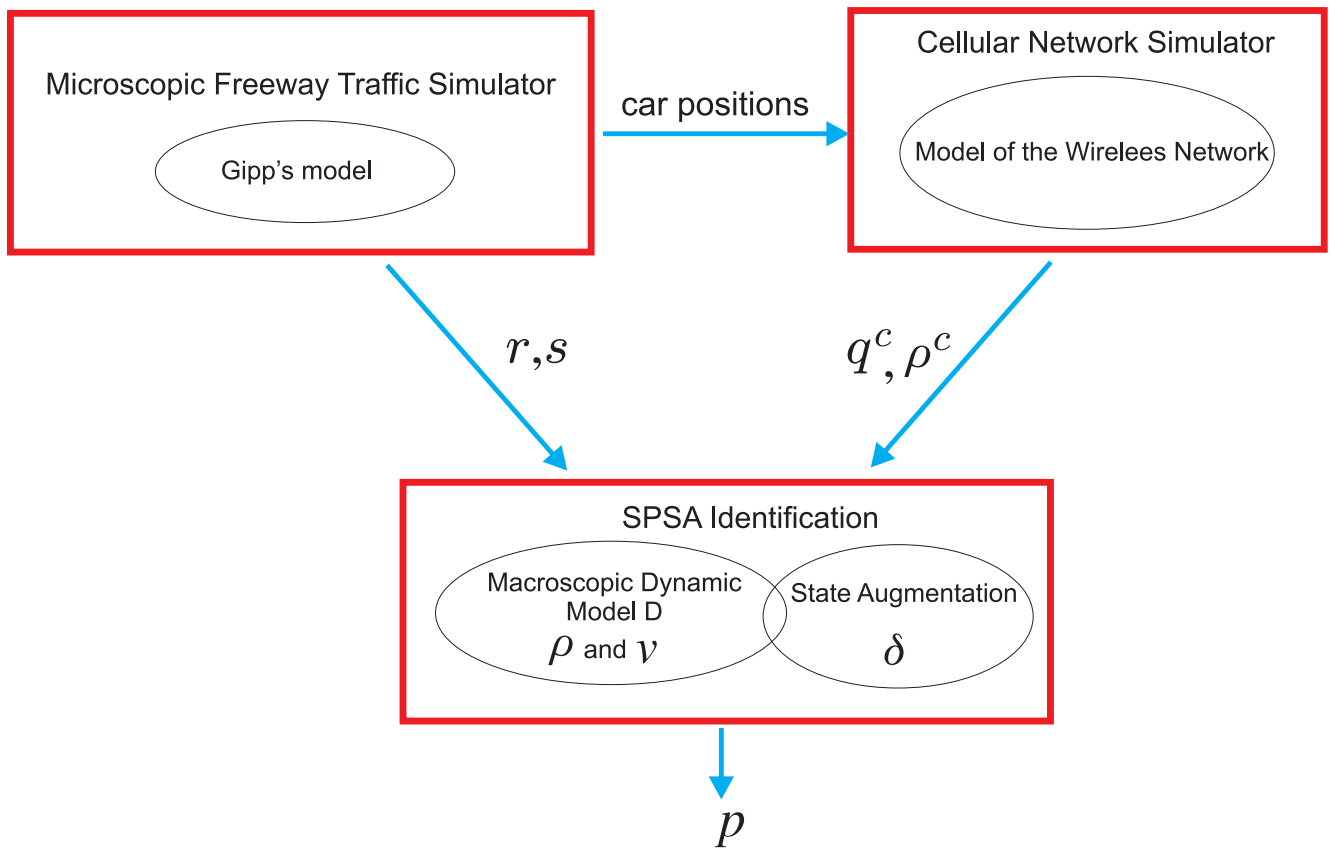 Microscopic Freeway Traffic Simulator
Gipp's model
car positions
Cellular Network Simulator
Model of the Wirelees Network
r,s
q^c, ρ^c
SPSA Identification
Macroscopic Dynamic
Model D
ρ and ν
State Augmentation
δ
p